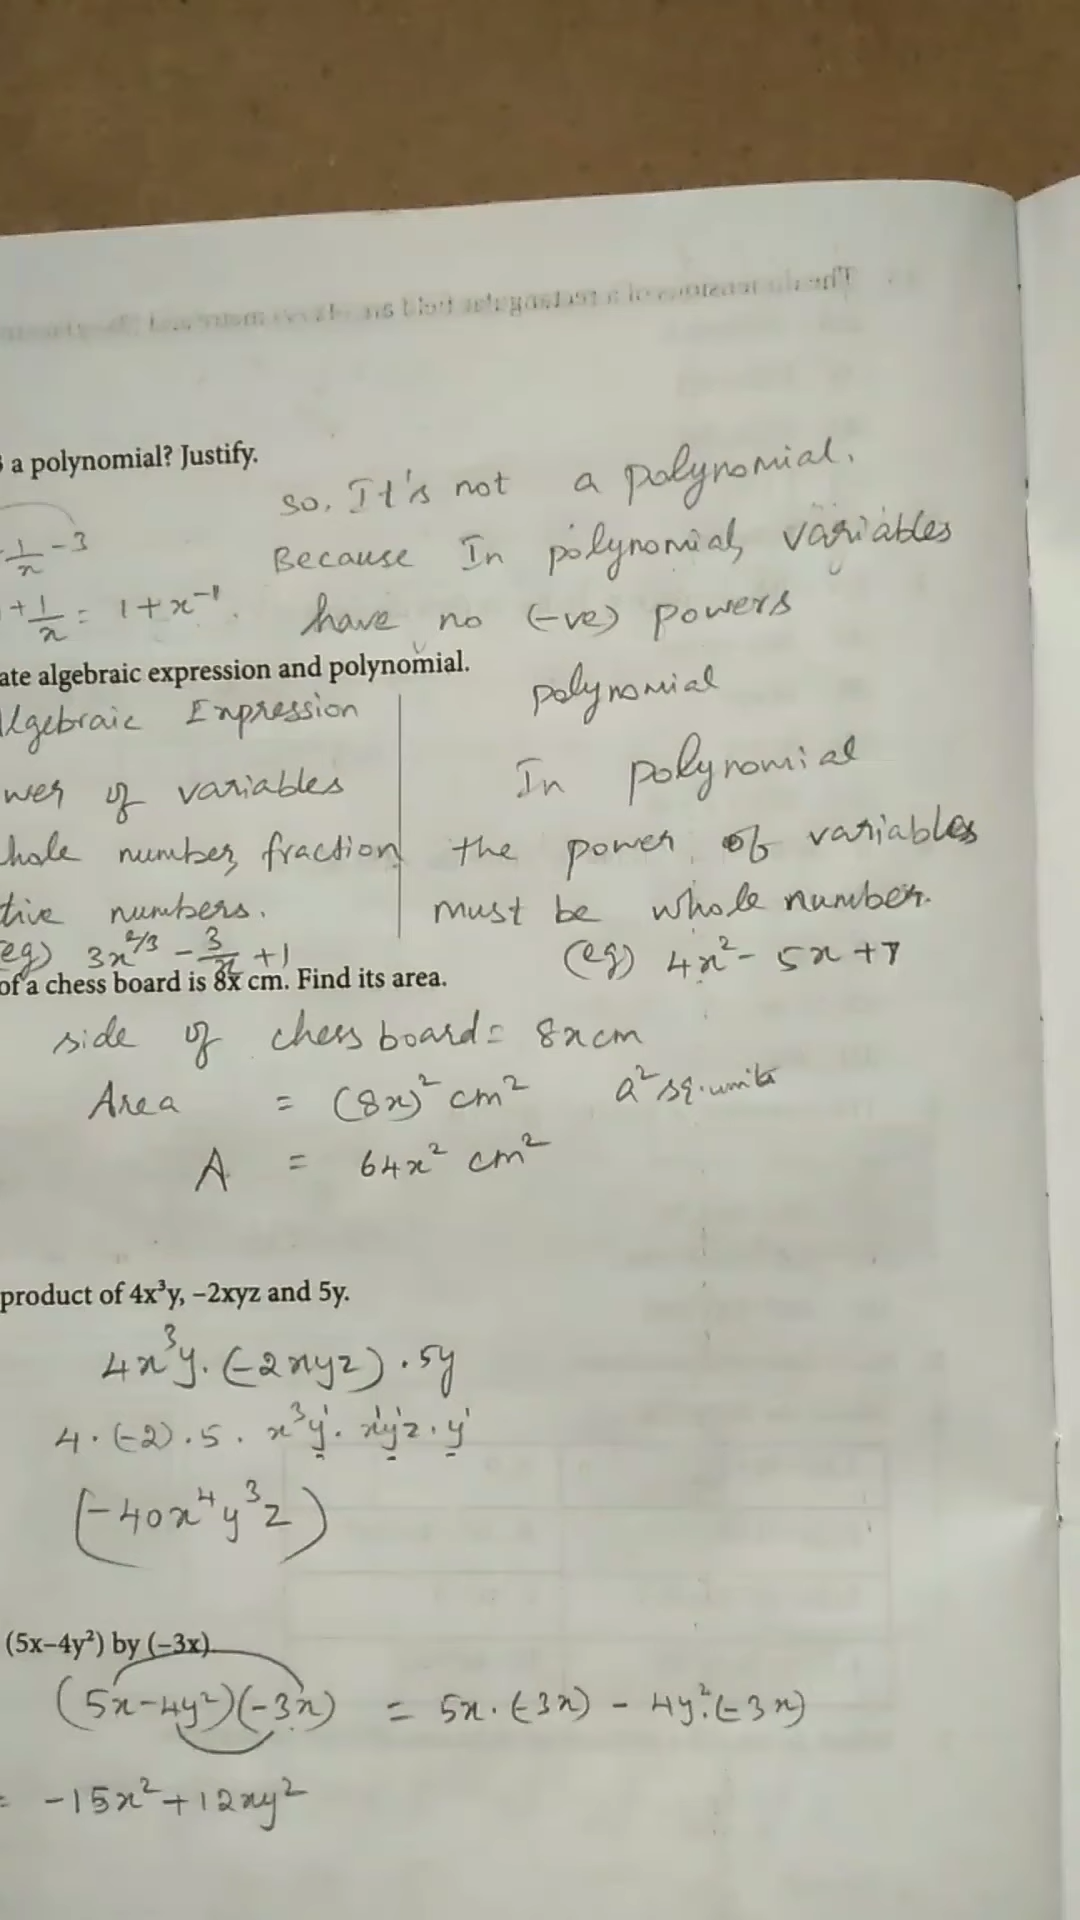 a polynomial? Justify.
so, It's not a polynomial.
1/x - 3
Because In polynomial, variables
+ 1/x = 1+x⁻¹. have no (-ve) powers
ate algebraic expression and polynomial.
lgebraic Expression
polynomial
wer of variables
In polynomial
hole number, fraction
the power of variables
tive numbers.
must be whole number.
(eg) 3x^2/3 - 3/x + 1
(eg) 4x² - 5x + 7
of a chess board is 8x cm. Find its area.
side of chess board = 8x cm
Area = (8x)² cm² a² sq.units
A = 64x² cm²
product of 4x³y, −2xyz and 5y.
4x³y. (-2xyz) . 5y
4 . (-2) . 5 . x³y¹. x¹y¹z . y¹
(-40x⁴y³z)
(5x−4y²) by (−3x)
(5x-4y²)(-3x) = 5x . (-3x) - 4y². (-3x)
= -15x² + 12xy²